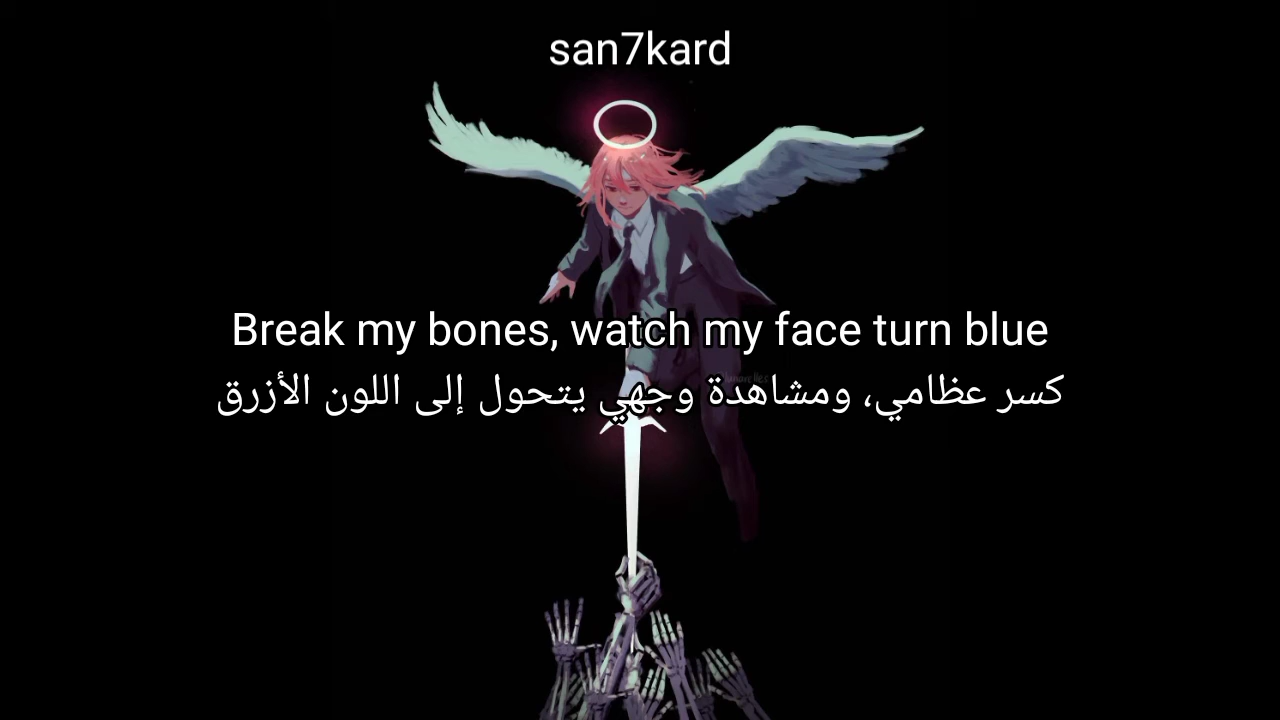 san7kard
Break my bones, watch my face turn blue
كسر عظامي، ومشاهدة وجهي يتحول إلى اللون الأزرق